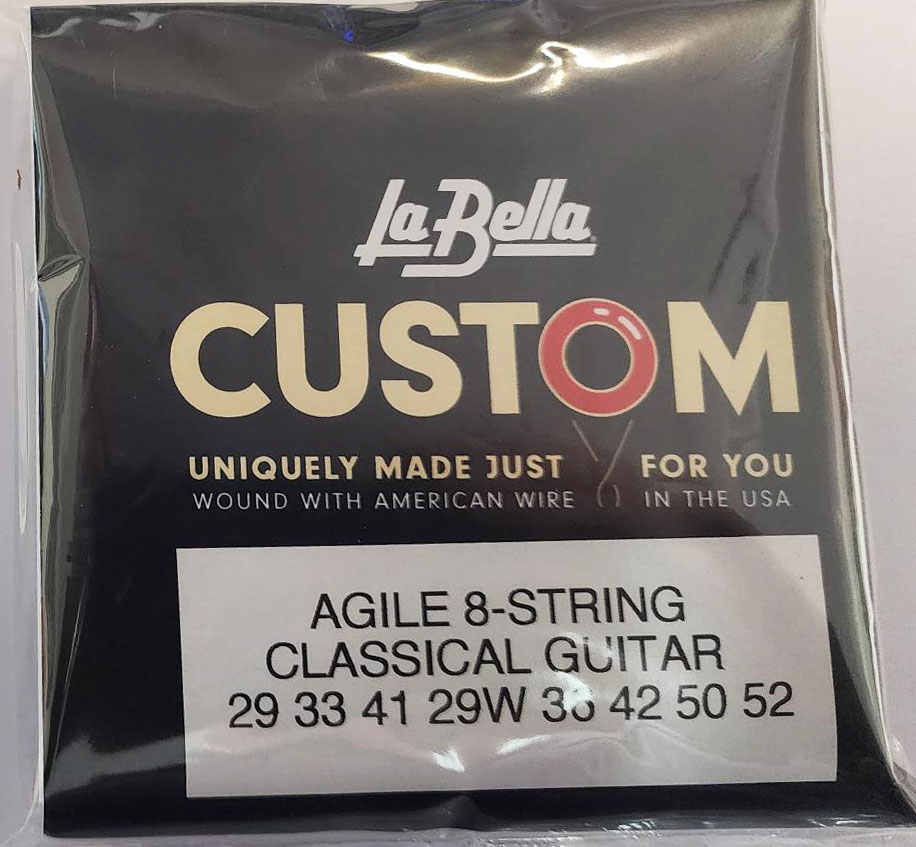 La Bella
CUSTOM
UNIQUELY MADE JUST FOR YOU
WOUND WITH AMERICAN WIRE IN THE USA
AGILE 8-STRING
CLASSICAL GUITAR
29 33 41 29W 36 42 50 52